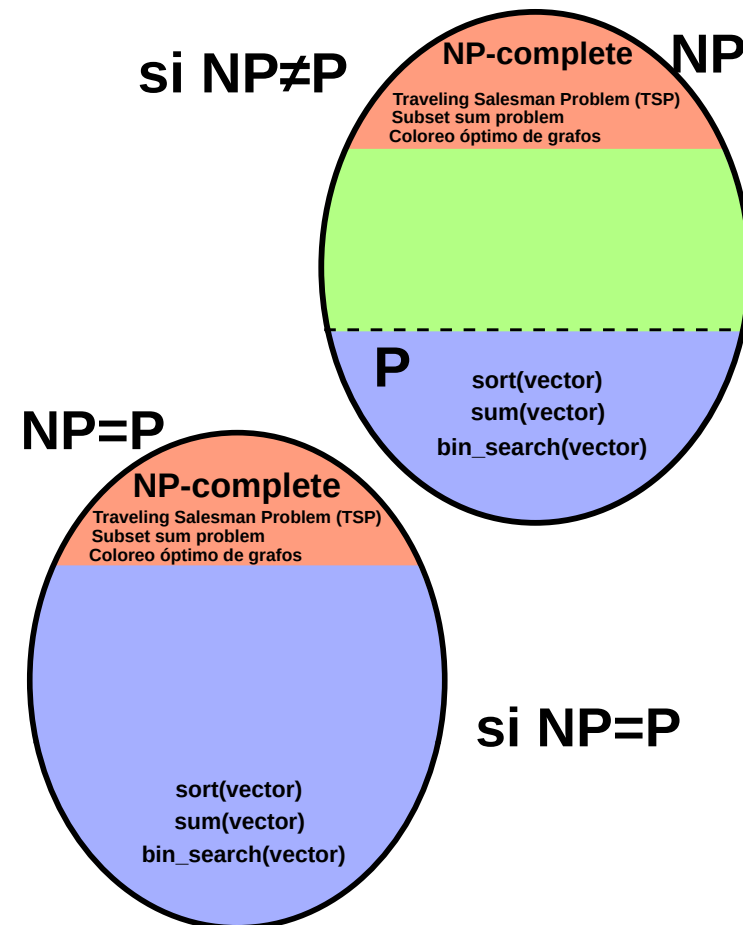 si NP≠P
NP
NP-complete
Traveling Salesman Problem (TSP)
Subset sum problem
Coloreo óptimo de grafos
P
sort(vector)
sum(vector)
bin_search(vector)
NP=P
NP-complete
Traveling Salesman Problem (TSP)
Subset sum problem
Coloreo óptimo de grafos
si NP=P
sort(vector)
sum(vector)
bin_search(vector)